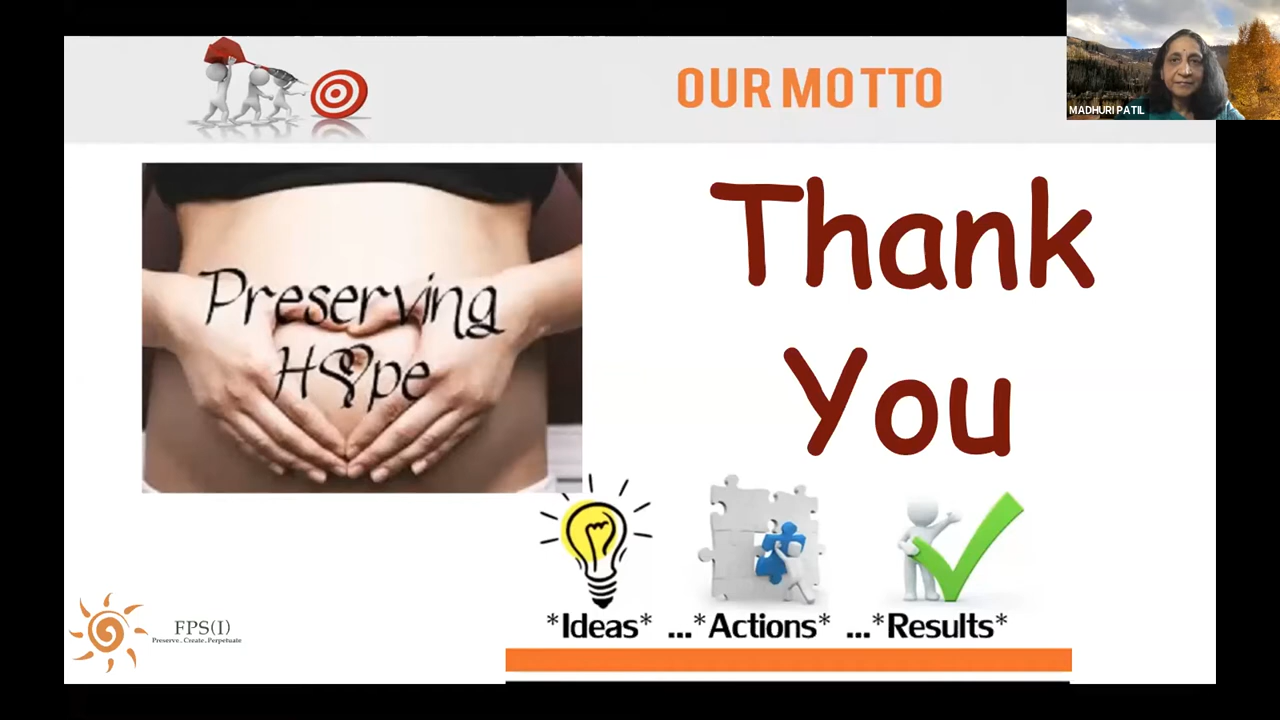 OUR MOTTO
MADHURI PATIL
Thank
You
Preserving
Hope
*Ideas* ...*Actions* ...*Results*
FPS(I)
Preserve . Create . Perpetuate